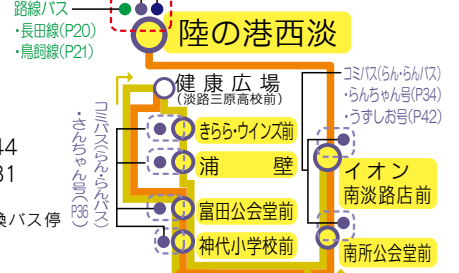 路線バス
・長田線(P20)
・鳥飼線(P21)
陸の港西淡
健康広場
(淡路三原高校前)
コミバス(らん・らんバス)
・らんちゃん号(P34)
・うずしお号(P42)
コミバス(らん・らんバス)
・さんちゃん号(P36)
きらら・ウインズ前
浦壁
富田公会堂前
神代小学校前
イオン
南淡路店前
南所公会堂前
44
31
バス停